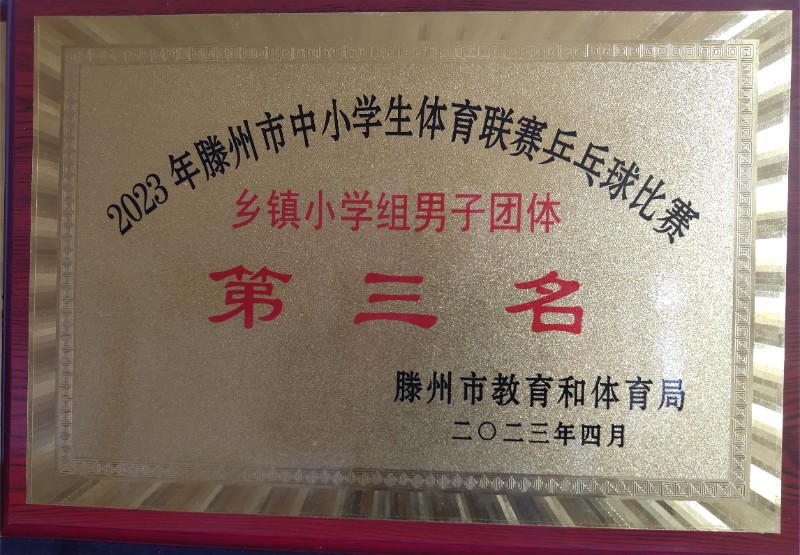 2023年滕州市中小学生体育联赛乒乓球比赛
乡镇小学组男子团体
第三名
滕州市教育和体育局
二〇二三年四月